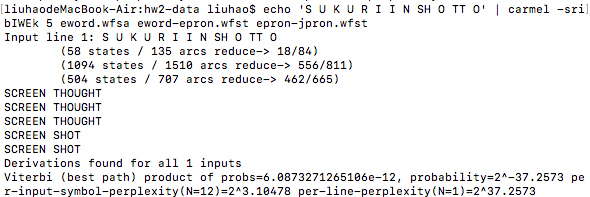 [liuhaodeMacBook-Air:hw2-data liuhao$ echo 'S U K U R I I N SH O TT O' | carmel -sri]
bIWEk 5 eword.wfsa eword-epron.wfst epron-jpron.wfst
Input line 1: S U K U R I I N SH O TT O
(58 states / 135 arcs reduce-> 18/84)
(1094 states / 1510 arcs reduce-> 556/811)
(504 states / 707 arcs reduce-> 462/665)
SCREEN THOUGHT
SCREEN THOUGHT
SCREEN THOUGHT
SCREEN SHOT
SCREEN SHOT
Derivations found for all 1 inputs
Viterbi (best path) product of probs=6.0873271265106e-12, probability=2^-37.2573 pe
r-input-symbol-perplexity(N=12)=2^3.10478 per-line-perplexity(N=1)=2^37.2573